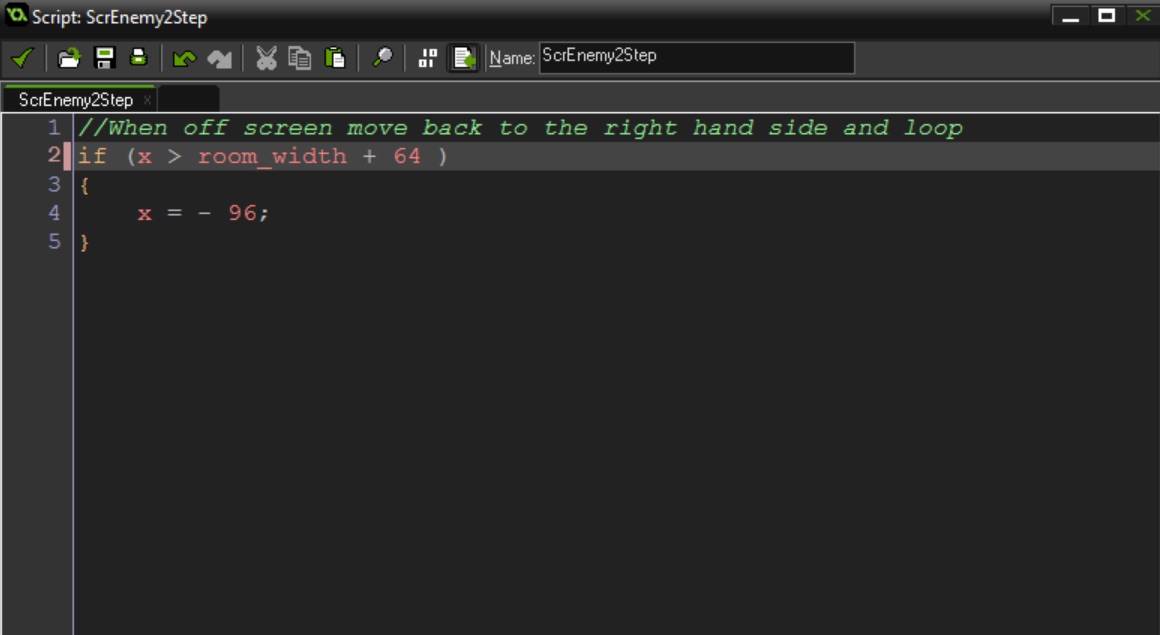 Script: ScrEnemy2Step
Name: ScrEnemy2Step
ScrEnemy2Step x
1 //When off screen move back to the right hand side and loop
2 if (x > room_width + 64 )
3 {
4     x = - 96;
5 }